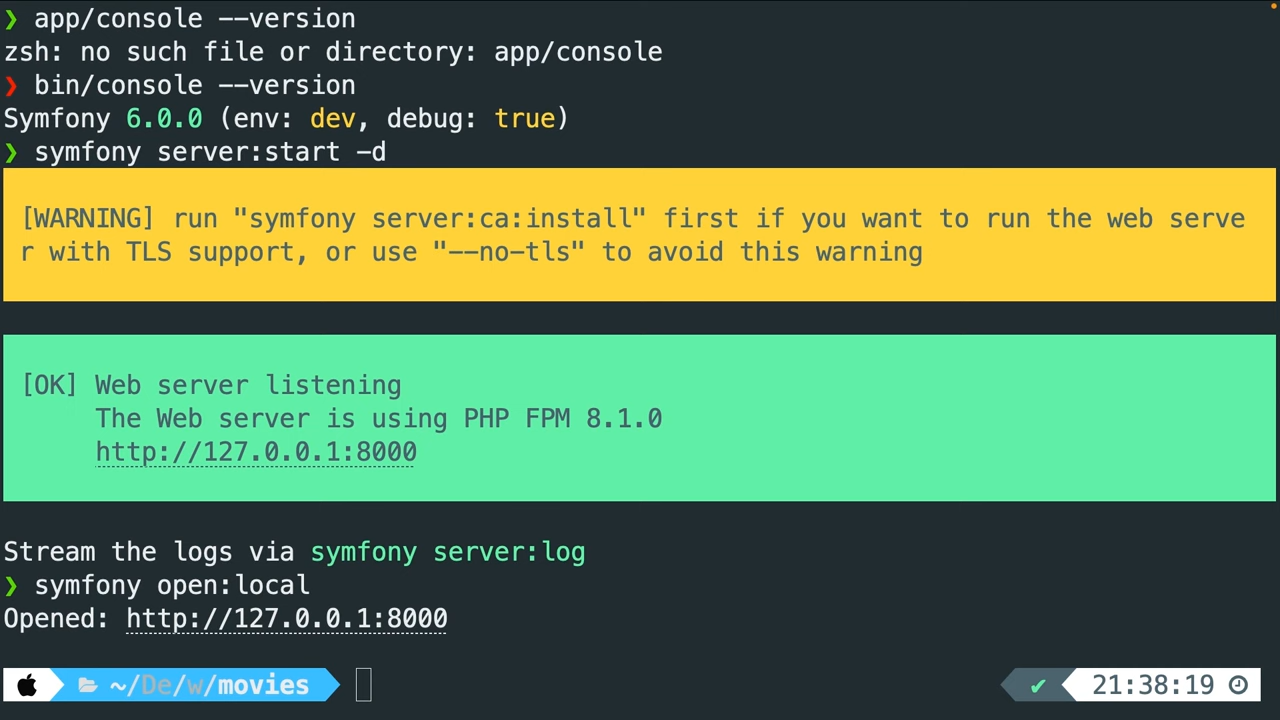 ❯ app/console --version
zsh: no such file or directory: app/console
❯ bin/console --version
Symfony 6.0.0 (env: dev, debug: true)
❯ symfony server:start -d
[WARNING] run "symfony server:ca:install" first if you want to run the web serve
r with TLS support, or use "--no-tls" to avoid this warning
[OK] Web server listening
The Web server is using PHP FPM 8.1.0
http://127.0.0.1:8000
Stream the logs via symfony server:log
❯ symfony open:local
Opened: http://127.0.0.1:8000
~/De/w/movies ✔ 21:38:19